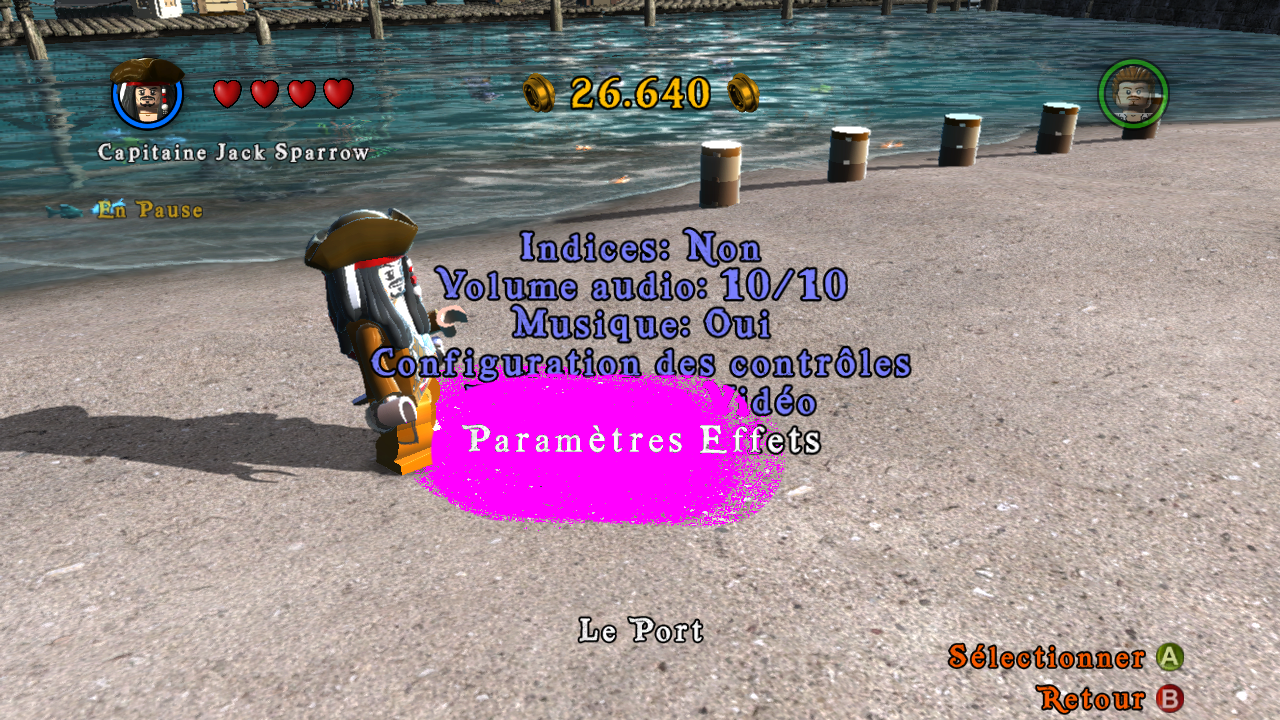 26.640
Capitaine Jack Sparrow
En Pause
Indices: Non
Volume audio: 10/10
Musique: Oui
Configuration des contrôles
Paramètres Effets
Le Port
Sélectionner A
Retour B